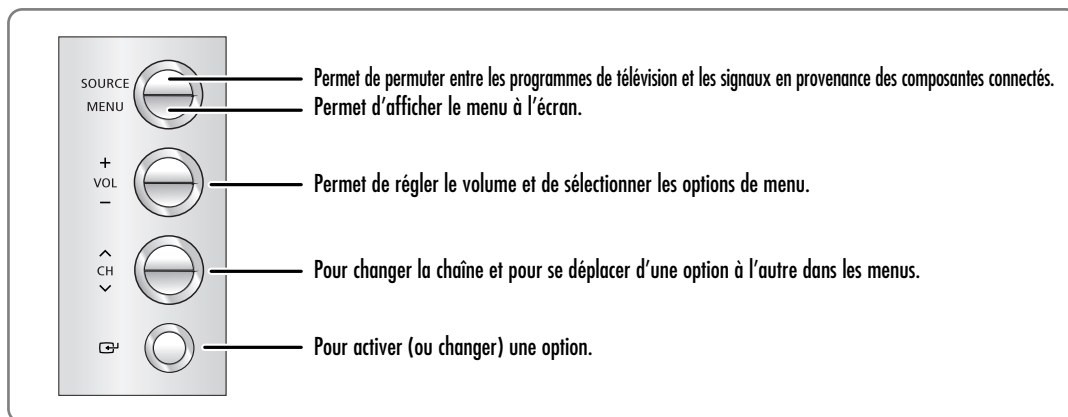 SOURCE
MENU
Permet de permuter entre les programmes de télévision et les signaux en provenance des composantes connectés.
Permet d'afficher le menu à l'écran.
+
VOL
−
Permet de régler le volume et de sélectionner les options de menu.
CH
Pour changer la chaîne et pour se déplacer d'une option à l'autre dans les menus.
Pour activer (ou changer) une option.